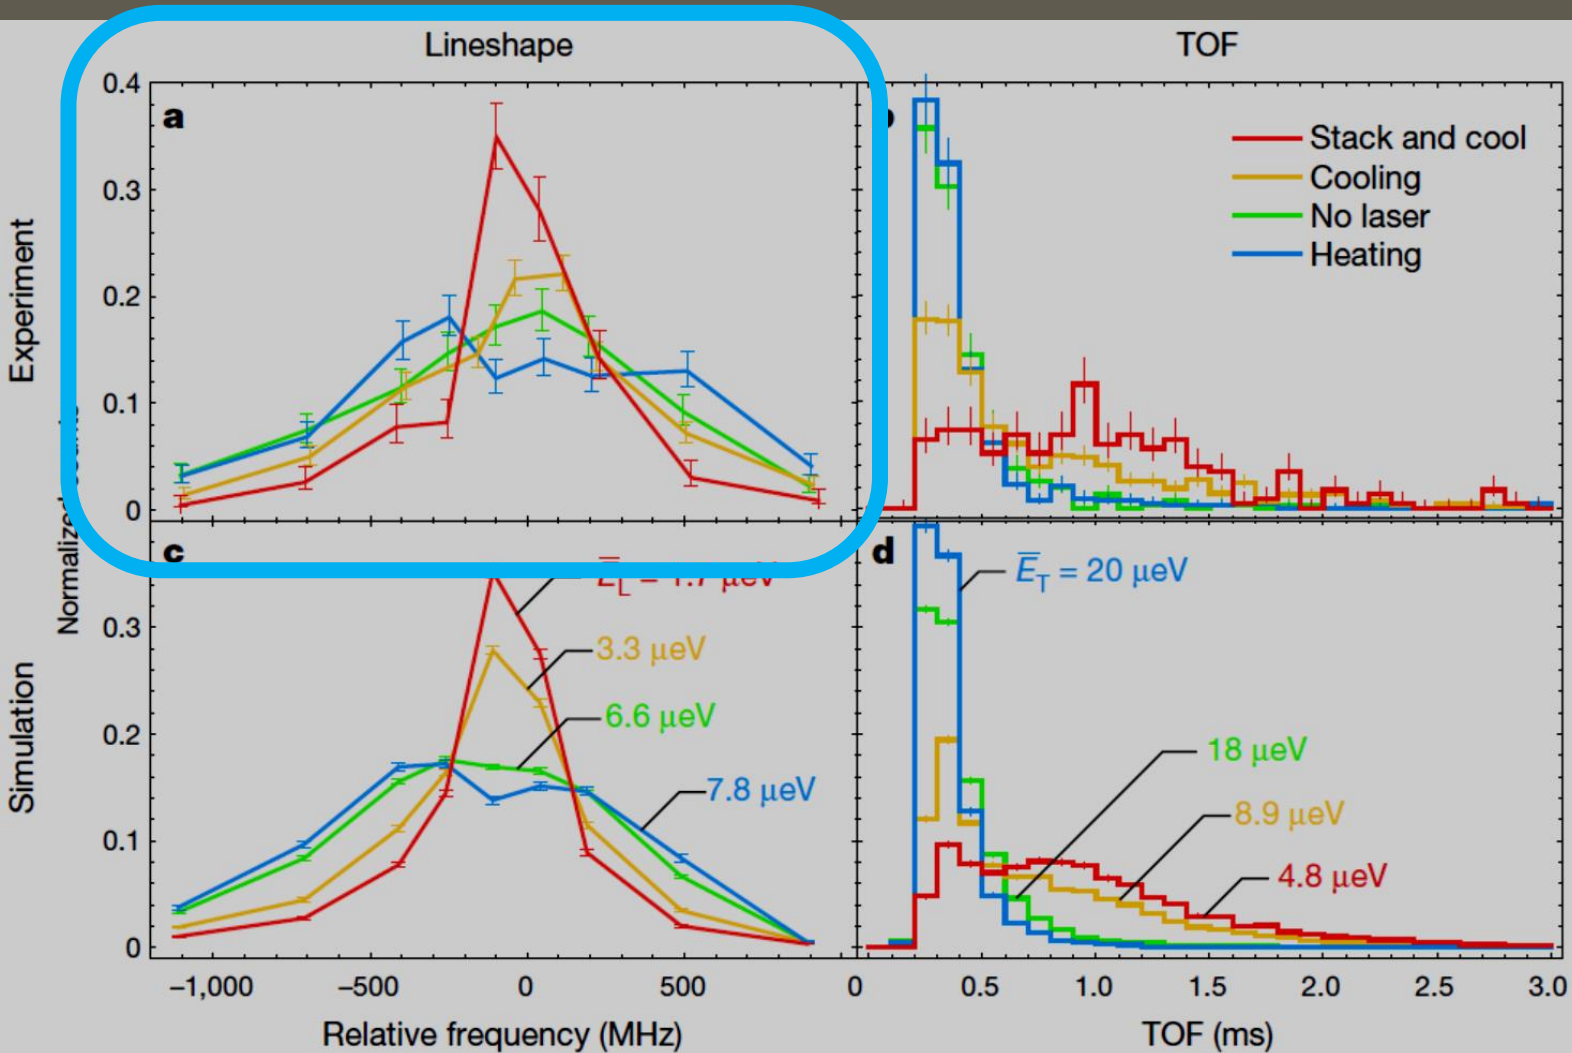 Lineshape
TOF
Experiment
Simulation
Normalized
a
0.4
0.3
0.2
0.1
0
Stack and cool
Cooling
No laser
Heating
c
0.3
0.2
0.1
0
3.3 µeV
6.6 µeV
7.8 µeV
d
E̅T = 20 µeV
18 µeV
8.9 µeV
4.8 µeV
−1,000 −500 0 500
0 0.5 1.0 1.5 2.0 2.5 3.0
Relative frequency (MHz)
TOF (ms)